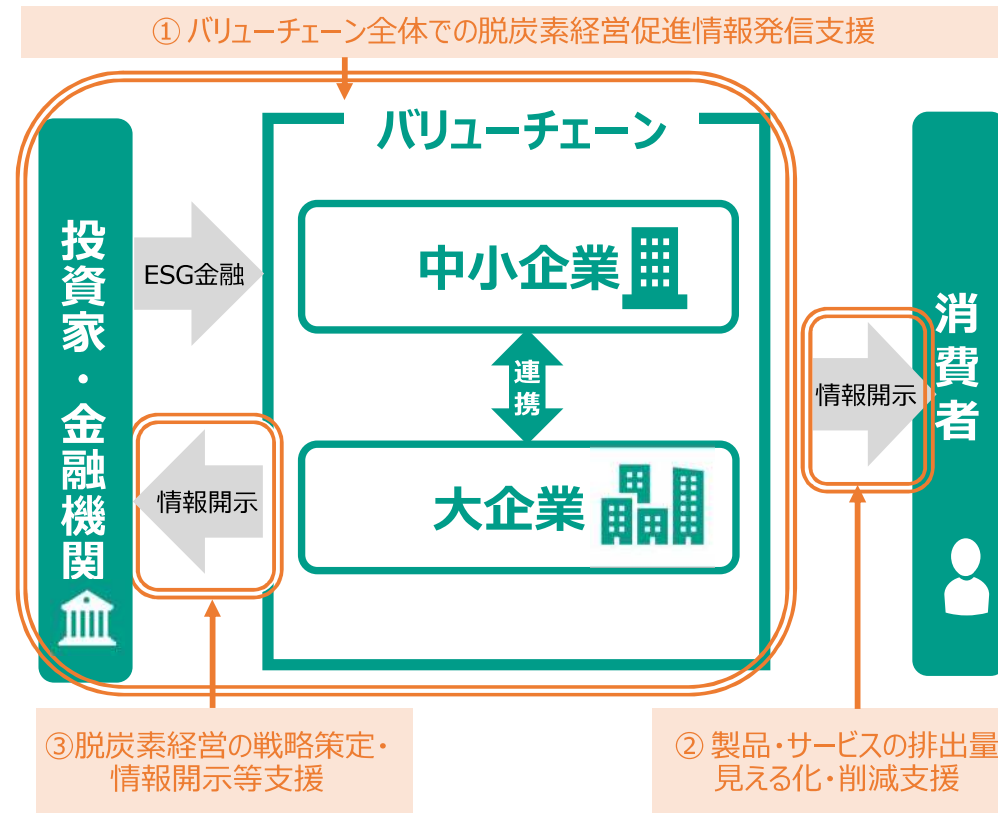 ① バリューチェーン全体での脱炭素経営促進情報発信支援
バリューチェーン
投資家・金融機関
ESG金融
中小企業
連携
情報開示
消費者
大企業
情報開示
③脱炭素経営の戦略策定・
情報開示等支援
② 製品・サービスの排出量
見える化・削減支援